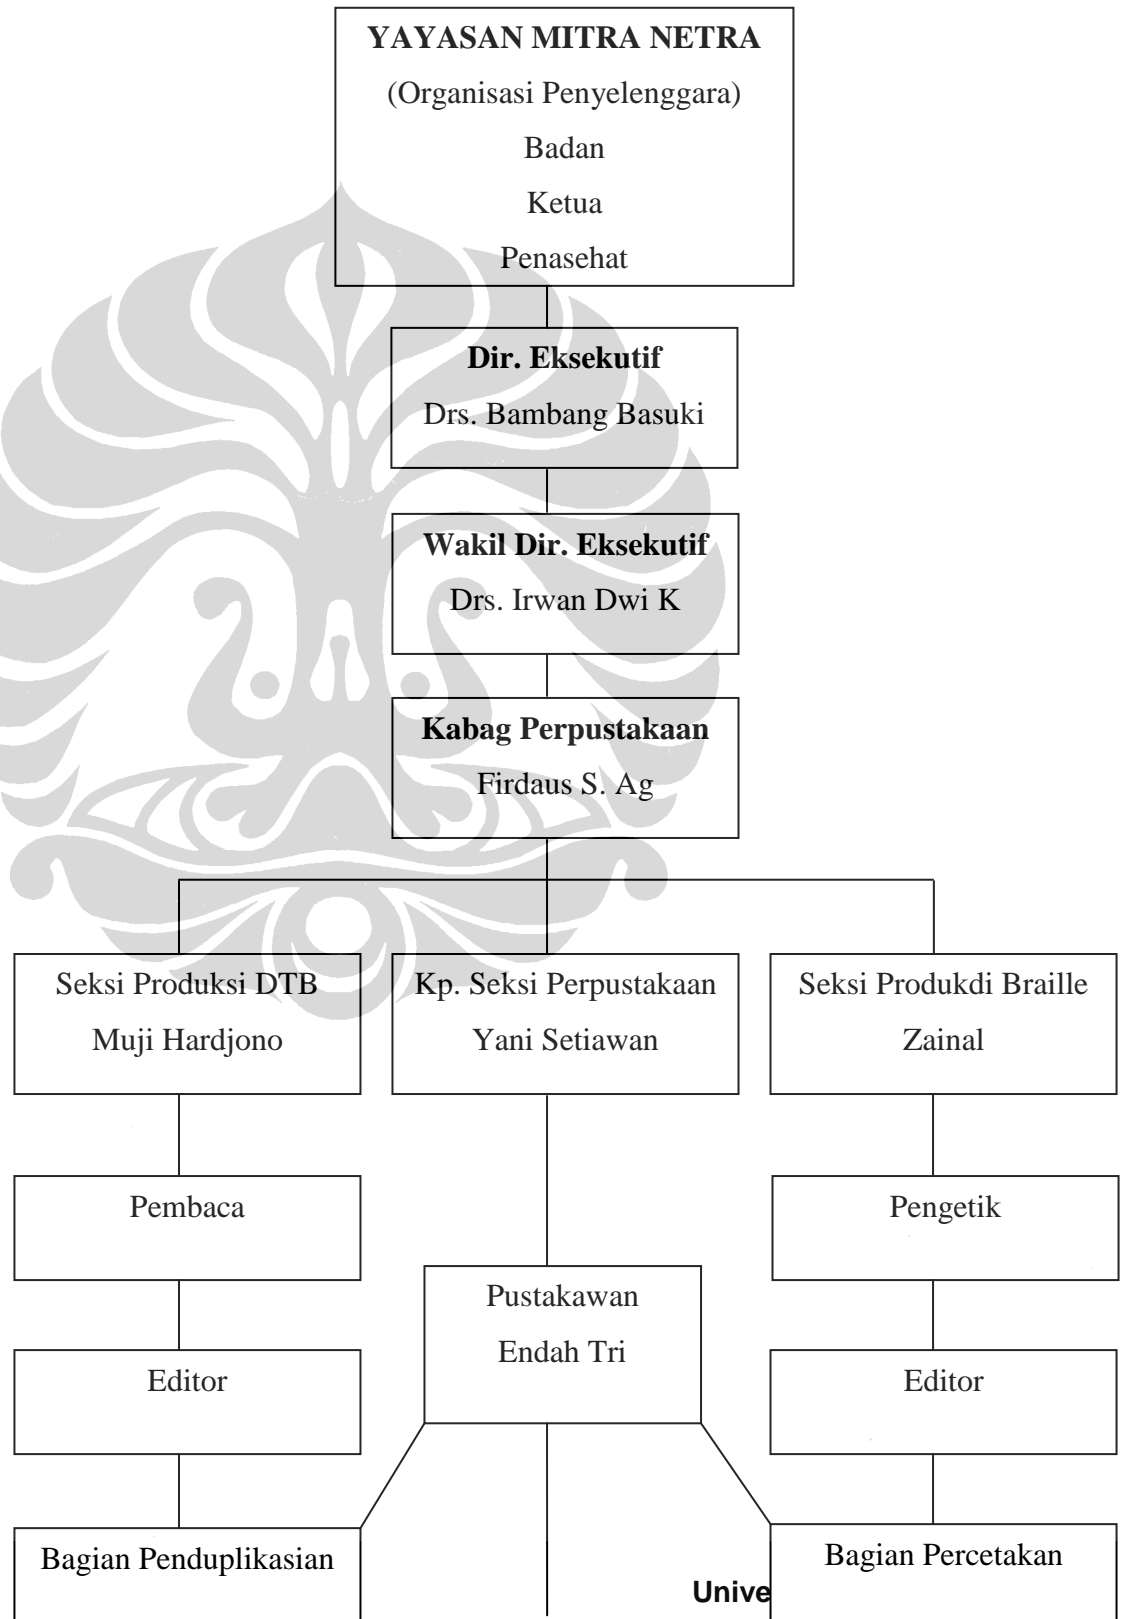 YAYASAN MITRA NETRA
(Organisasi Penyelenggara)
Badan
Ketua
Penasehat
Dir. Eksekutif
Drs. Bambang Basuki
Wakil Dir. Eksekutif
Drs. Irwan Dwi K
Kabag Perpustakaan
Firdaus S. Ag
Seksi Produksi DTB
Muji Hardjono
Kp. Seksi Perpustakaan
Yani Setiawan
Seksi Produkdi Braille
Zainal
Pembaca
Pengetik
Pustakawan
Endah Tri
Editor
Editor
Bagian Penduplikasian
Bagian Percetakan
Unive